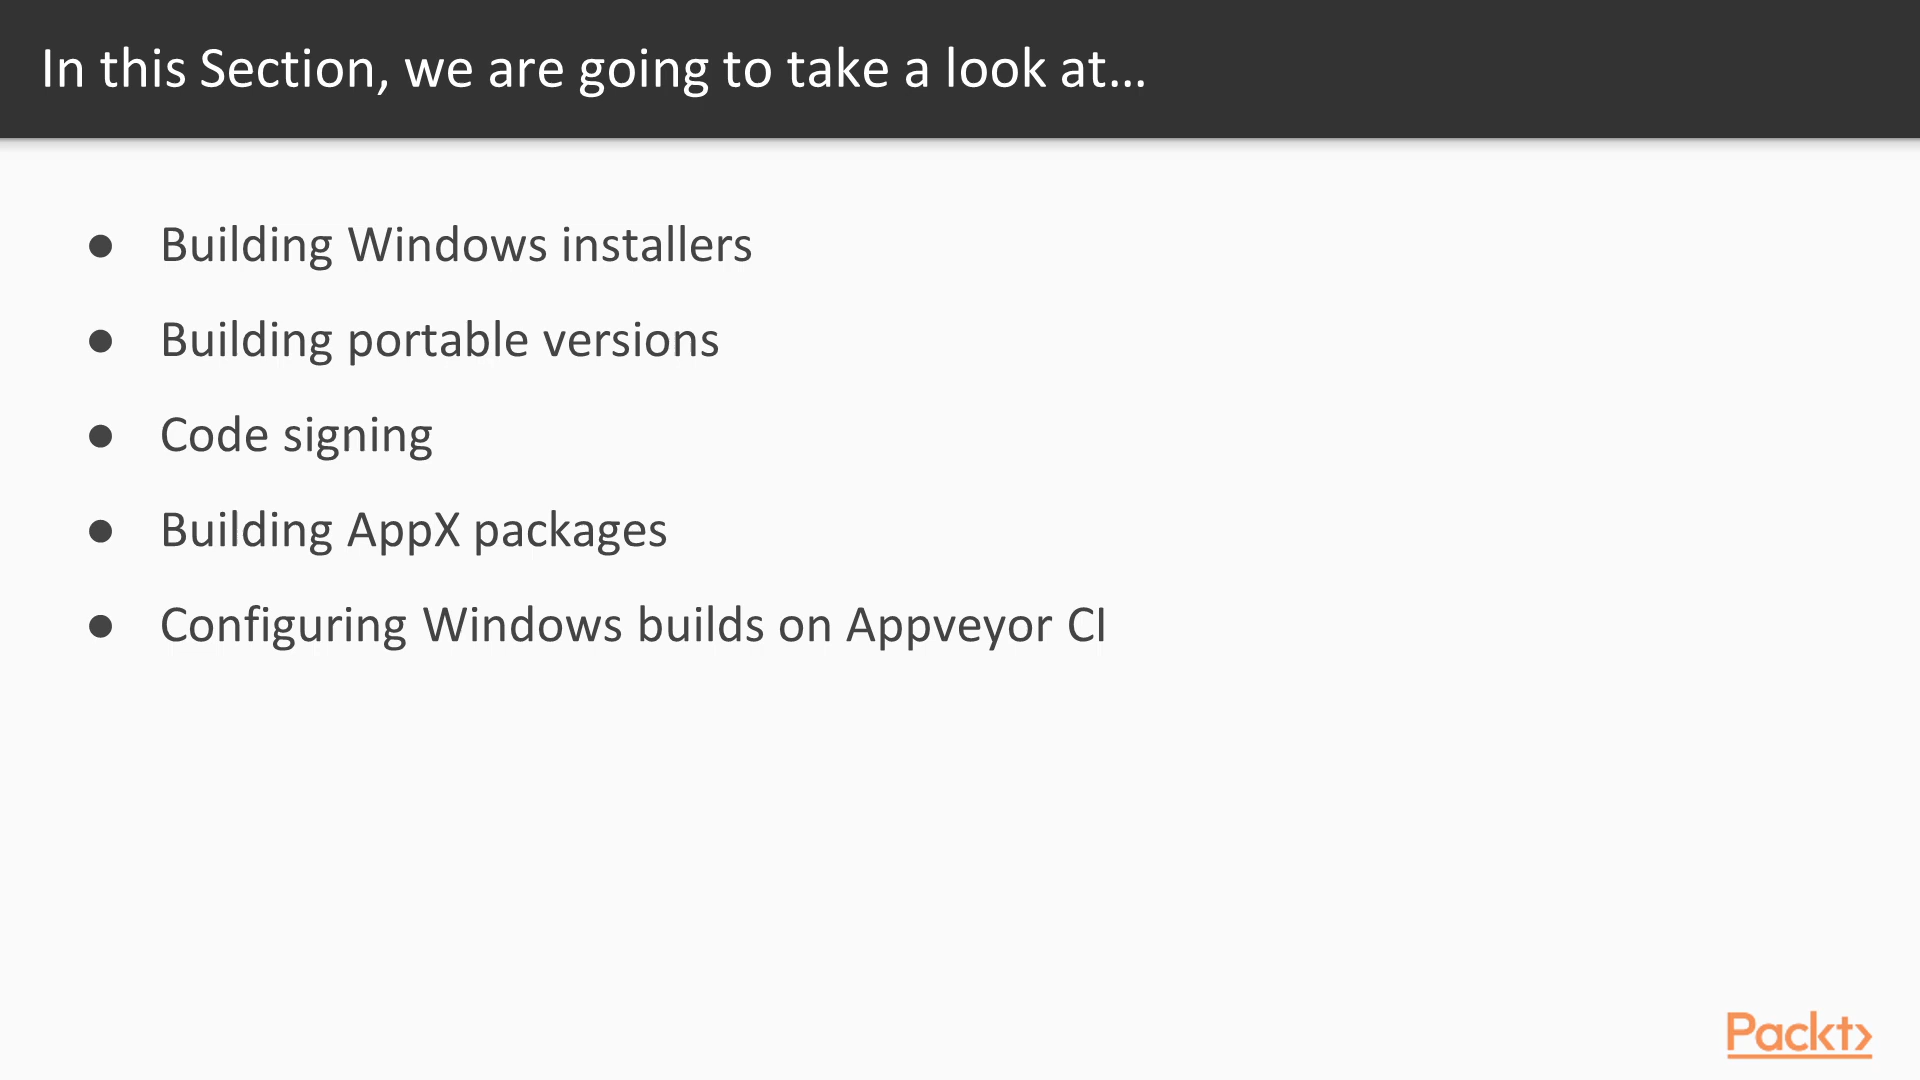 In this Section, we are going to take a look at...
● Building Windows installers
● Building portable versions
● Code signing
● Building AppX packages
● Configuring Windows builds on Appveyor CI
Packt>